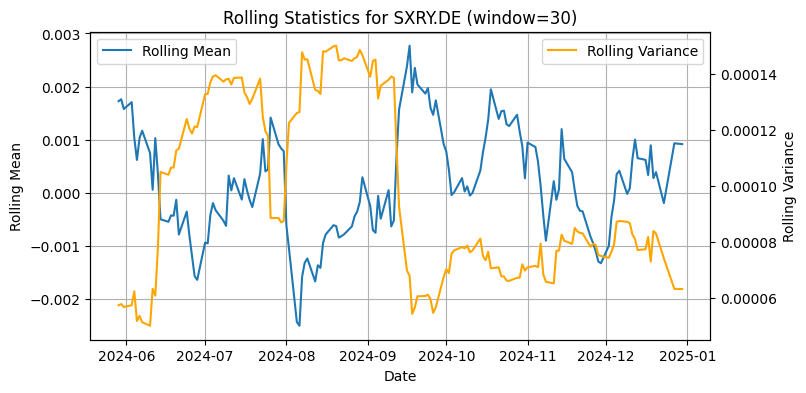 Rolling Statistics for SXRY.DE (window=30)
Rolling Mean
Rolling Variance
0.003
0.002
0.001
0.000
−0.001
−0.002
Rolling Mean
0.00014
0.00012
0.00010
0.00008
0.00006
Rolling Variance
2024-06 2024-07 2024-08 2024-09 2024-10 2024-11 2024-12 2025-01
Date